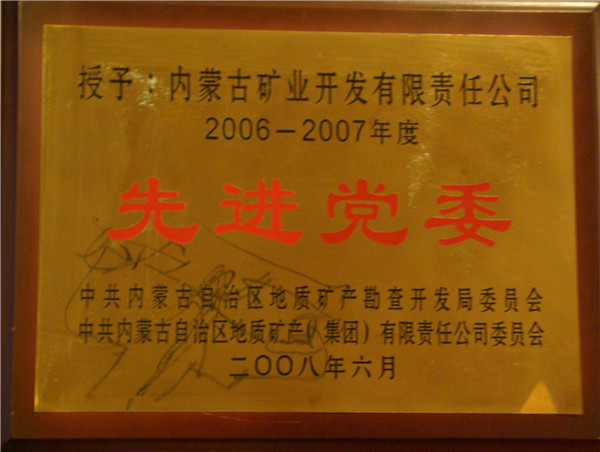 授予：内蒙古矿业开发有限责任公司
2006－2007年度
先进党委
中共内蒙古自治区地质矿产勘查开发局委员会
中共内蒙古自治区地质矿产（集团）有限责任公司委员会
二〇〇八年六月